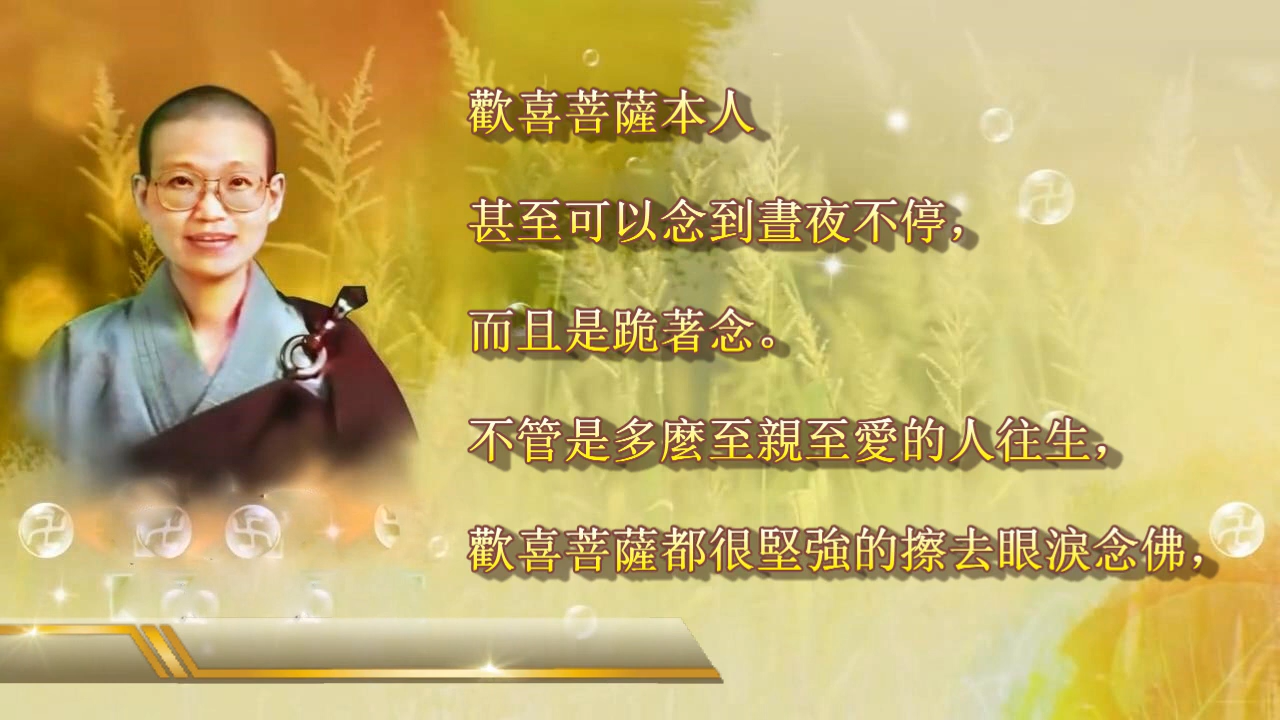 歡喜菩薩本人
甚至可以念到晝夜不停，
而且是跪著念。
不管是多麼至親至愛的人往生，
歡喜菩薩都很堅強的擦去眼淚念佛，